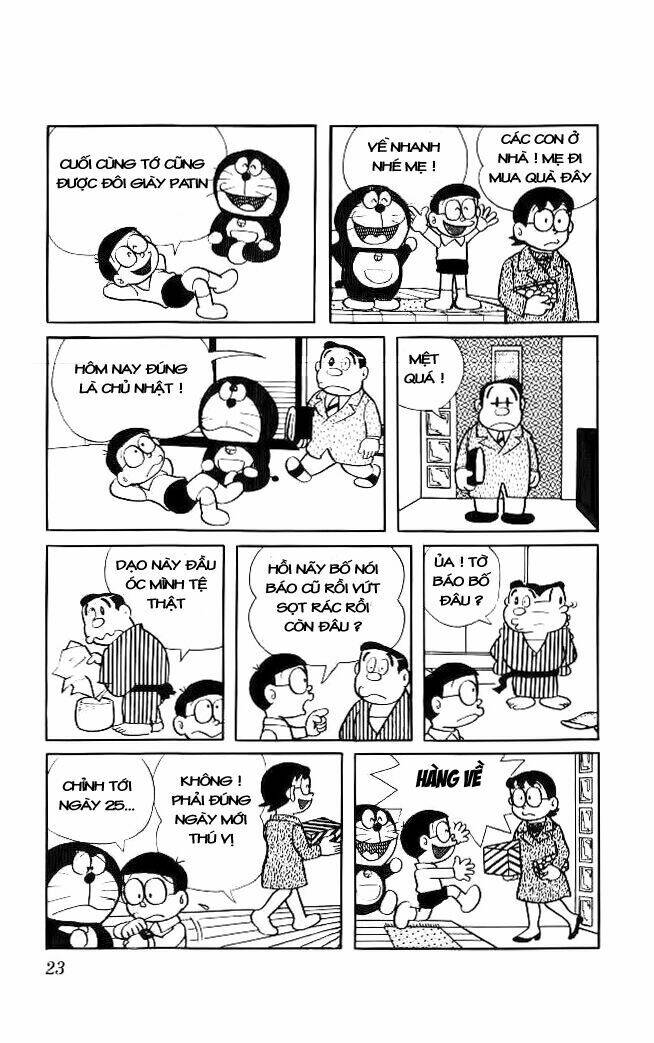 CÁC CON Ở
NHÀ ! MẸ ĐI
MUA QUÀ ĐÂY
VỀ NHANH
NHÉ MẸ !
CUỐI CÙNG TỚ CŨNG
ĐƯỢC ĐÔI GIÀY PATIN
MỆT
QUÁ !
HÔM NAY ĐÚNG
LÀ CHỦ NHẬT !
ỦA ! TỜ
BÁO BỐ
ĐÂU ?
HỒI NÃY BỐ NÓI
BÁO CŨ RỒI VỨT
SỌT RÁC RỒI
CÒN ĐÂU ?
DẠO NÀY ĐẦU
ÓC MÌNH TỆ
THẬT
HÀNG VỀ
KHÔNG !
PHẢI ĐÚNG
NGÀY MỚI
THÚ VỊ
CHỈNH TỚI
NGÀY 25...
23